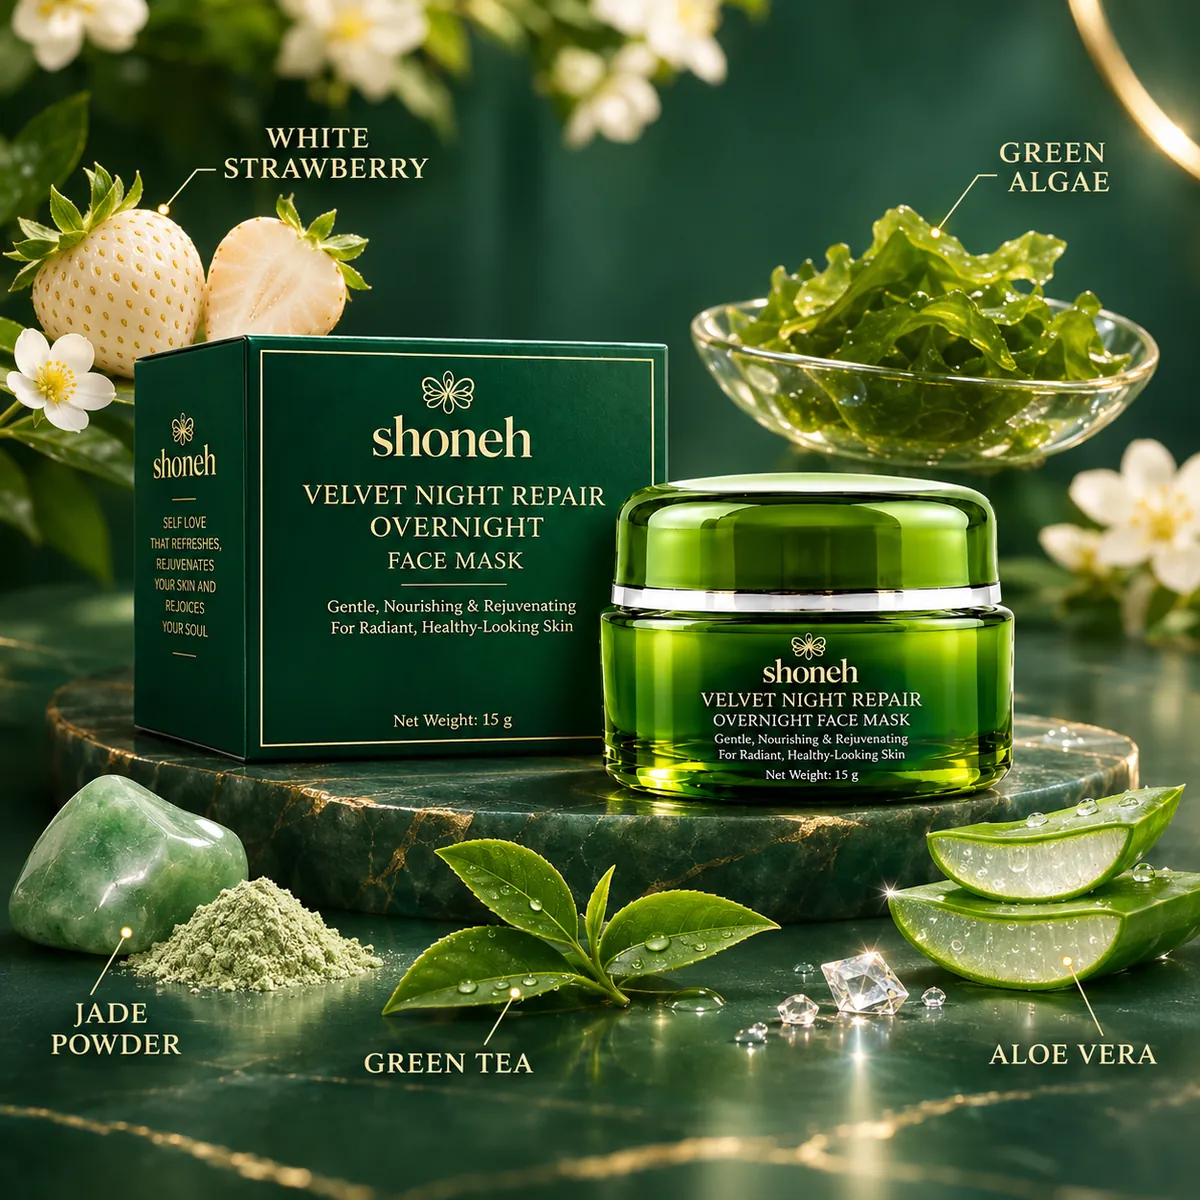 WHITE
STRAWBERRY
GREEN
ALGAE
shoneh
SELF LOVE
THAT REFRESHES,
REJUVENATES
YOUR SKIN AND
REJOICES
YOUR SOUL
shoneh
VELVET NIGHT REPAIR
OVERNIGHT
FACE MASK
Gentle, Nourishing & Rejuvenating
For Radiant, Healthy-Looking Skin
Net Weight: 15 g
shoneh
VELVET NIGHT REPAIR
OVERNIGHT FACE MASK
Gentle, Nourishing & Rejuvenating
For Radiant, Healthy-Looking Skin
Net Weight: 15 g
JADE
POWDER
GREEN TEA
ALOE VERA